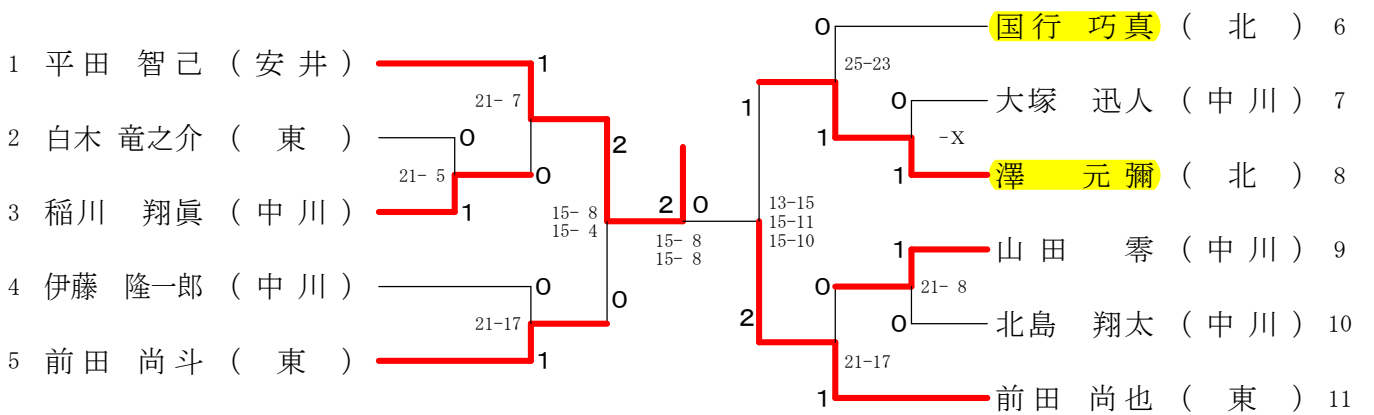 1 平田 智己 ( 安井 )
2 白木 竜之介 ( 東 )
3 稲川 翔眞 ( 中川 )
4 伊藤 隆一郎 ( 中川 )
5 前田 尚斗 ( 東 )
1
21- 7
0
21- 5
0
1
2
15- 8
15- 4
0
21-17
0
1
2 0
15- 8
15- 8
0
25-23
1
0
1
-X
1
13-15
15-11
15-10
1
0
21- 8
2
0
21-17
1
国行 巧真 ( 北 ) 6
大塚 迅人 ( 中川 ) 7
澤 元彌 ( 北 ) 8
山田 零 ( 中川 ) 9
北島 翔太 ( 中川 ) 10
前田 尚也 ( 東 ) 11